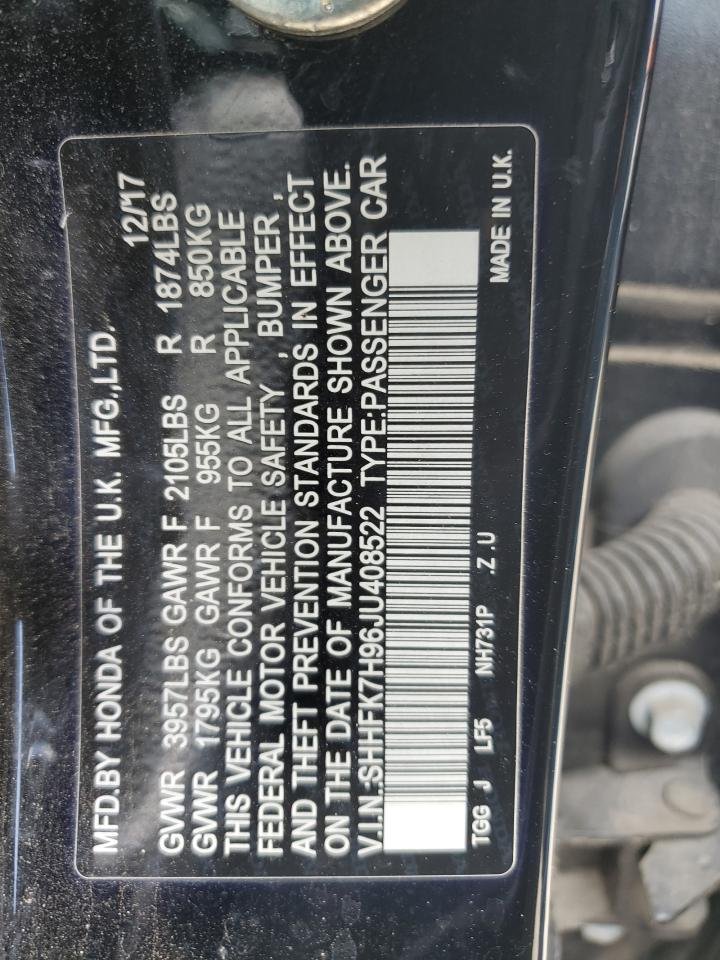 MFD.BY HONDA OF THE U.K. MFG.,LTD. 12/17
GVWR 3957LBS GAWR F 2105LBS R 1874LBS
GVWR 1795KG GAWR F 955KG R 850KG
THIS VEHICLE CONFORMS TO ALL APPLICABLE
FEDERAL MOTOR VEHICLE SAFETY , BUMPER ,
AND THEFT PREVENTION STANDARDS IN EFFECT
ON THE DATE OF MANUFACTURE SHOWN ABOVE.
V.I.N.:SHHFK7H96JU408522 TYPE:PASSENGER CAR
TGG J LF5 NH731P .Z .U MADE IN U.K.